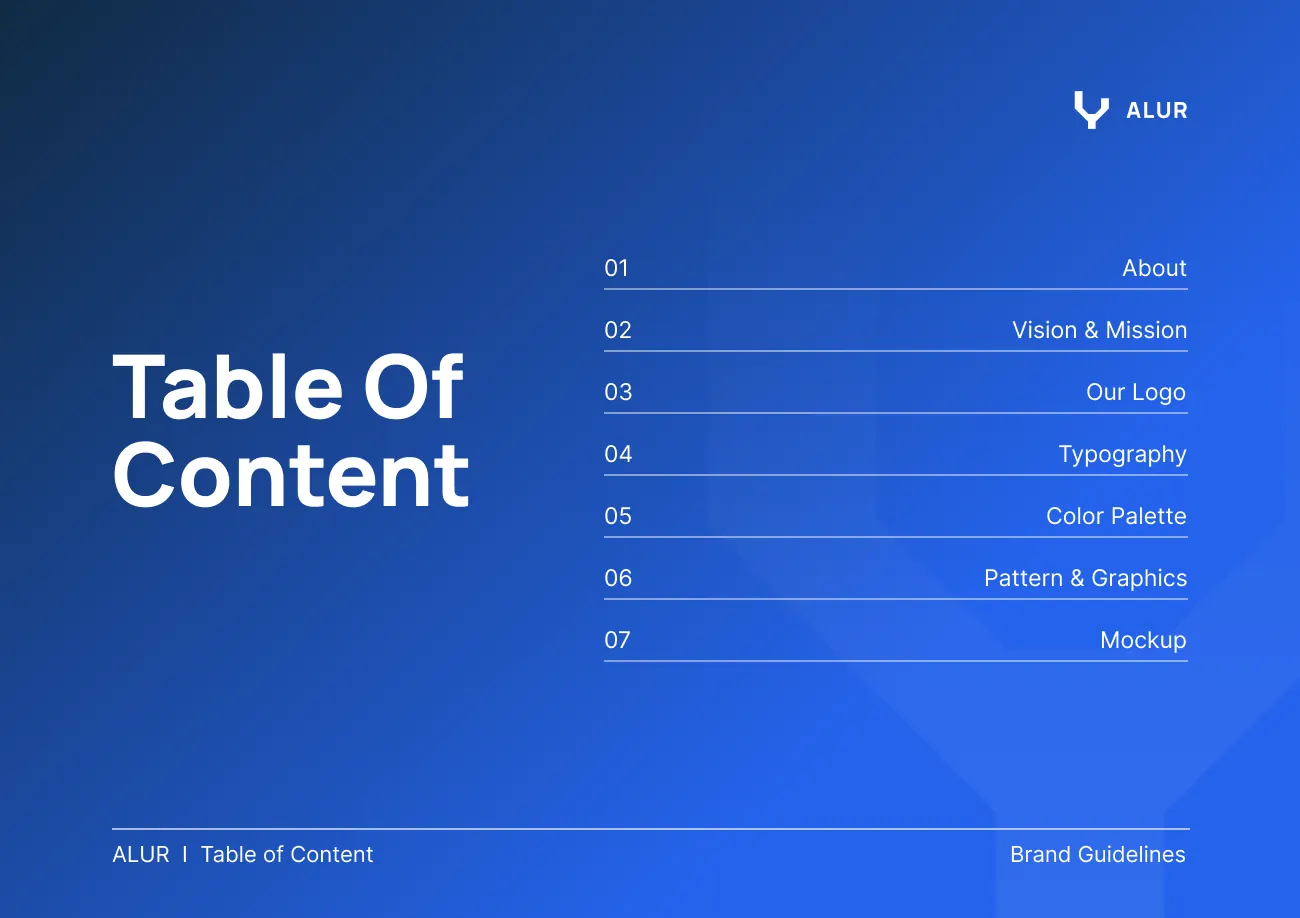 ALUR
Table Of
Content
01 About
02 Vision & Mission
03 Our Logo
04 Typography
05 Color Palette
06 Pattern & Graphics
07 Mockup
ALUR | Table of Content
Brand Guidelines